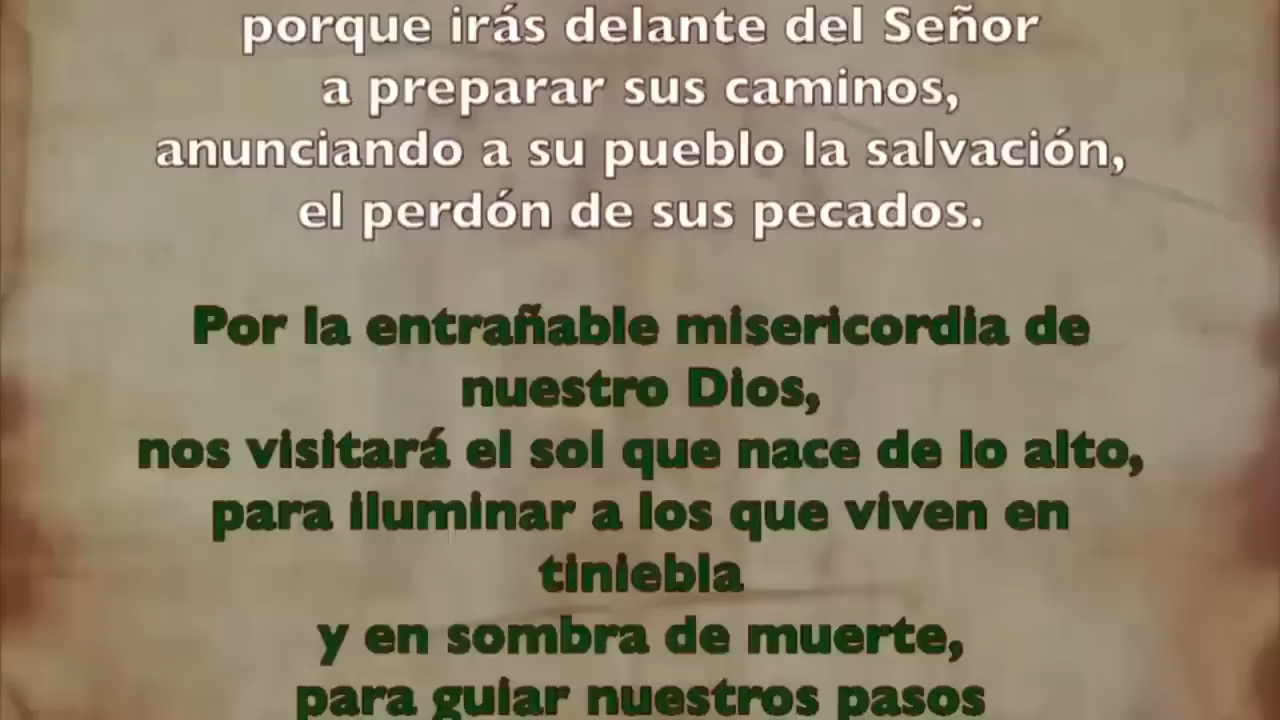 porque irás delante del Señor
a preparar sus caminos,
anunciando a su pueblo la salvación,
el perdón de sus pecados.
Por la entrañable misericordia de
nuestro Dios,
nos visitará el sol que nace de lo alto,
para iluminar a los que viven en
tiniebla
y en sombra de muerte,
para guiar nuestros pasos